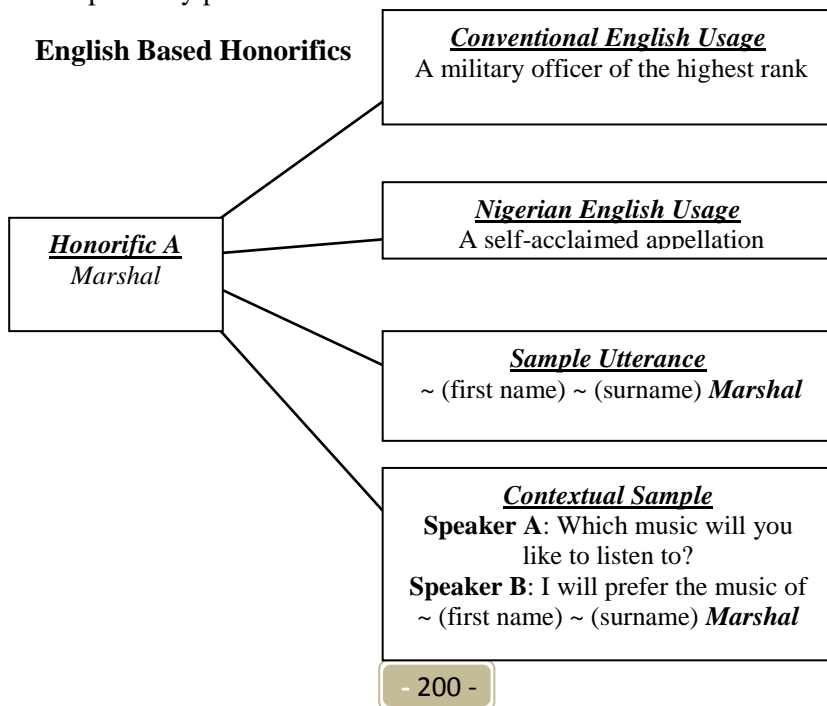 English Based Honorifics
Conventional English Usage
A military officer of the highest rank
Nigerian English Usage
A self-acclaimed appellation
Honorific A
Marshal
Sample Utterance
~ (first name) ~ (surname) Marshal
Contextual Sample
Speaker A: Which music will you
like to listen to?
Speaker B: I will prefer the music of
~ (first name) ~ (surname) Marshal
- 200 -